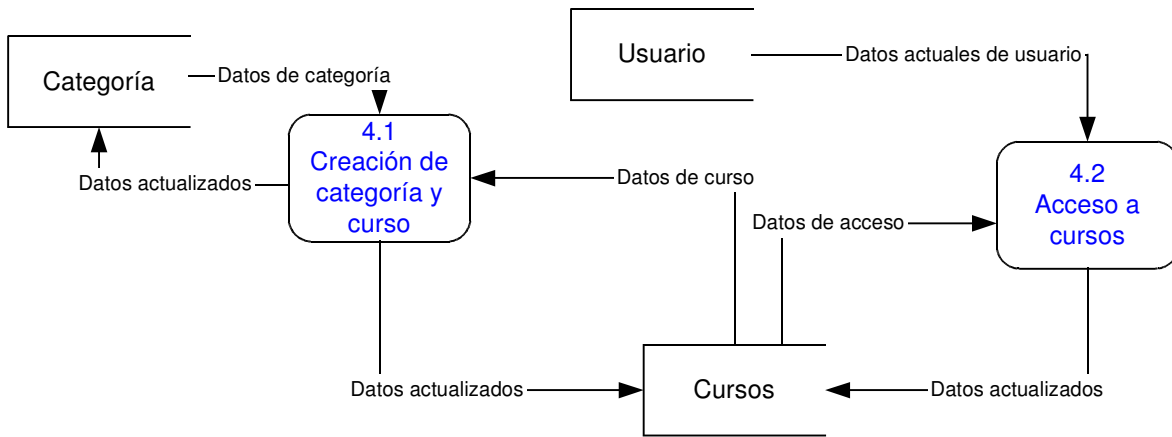 Usuario
Datos actuales de usuario
Categoría
Datos de categoría
4.1
Creación de
categoría y
curso
Datos actualizados
Datos de curso
4.2
Acceso a
cursos
Datos de acceso
Datos actualizados
Cursos
Datos actualizados